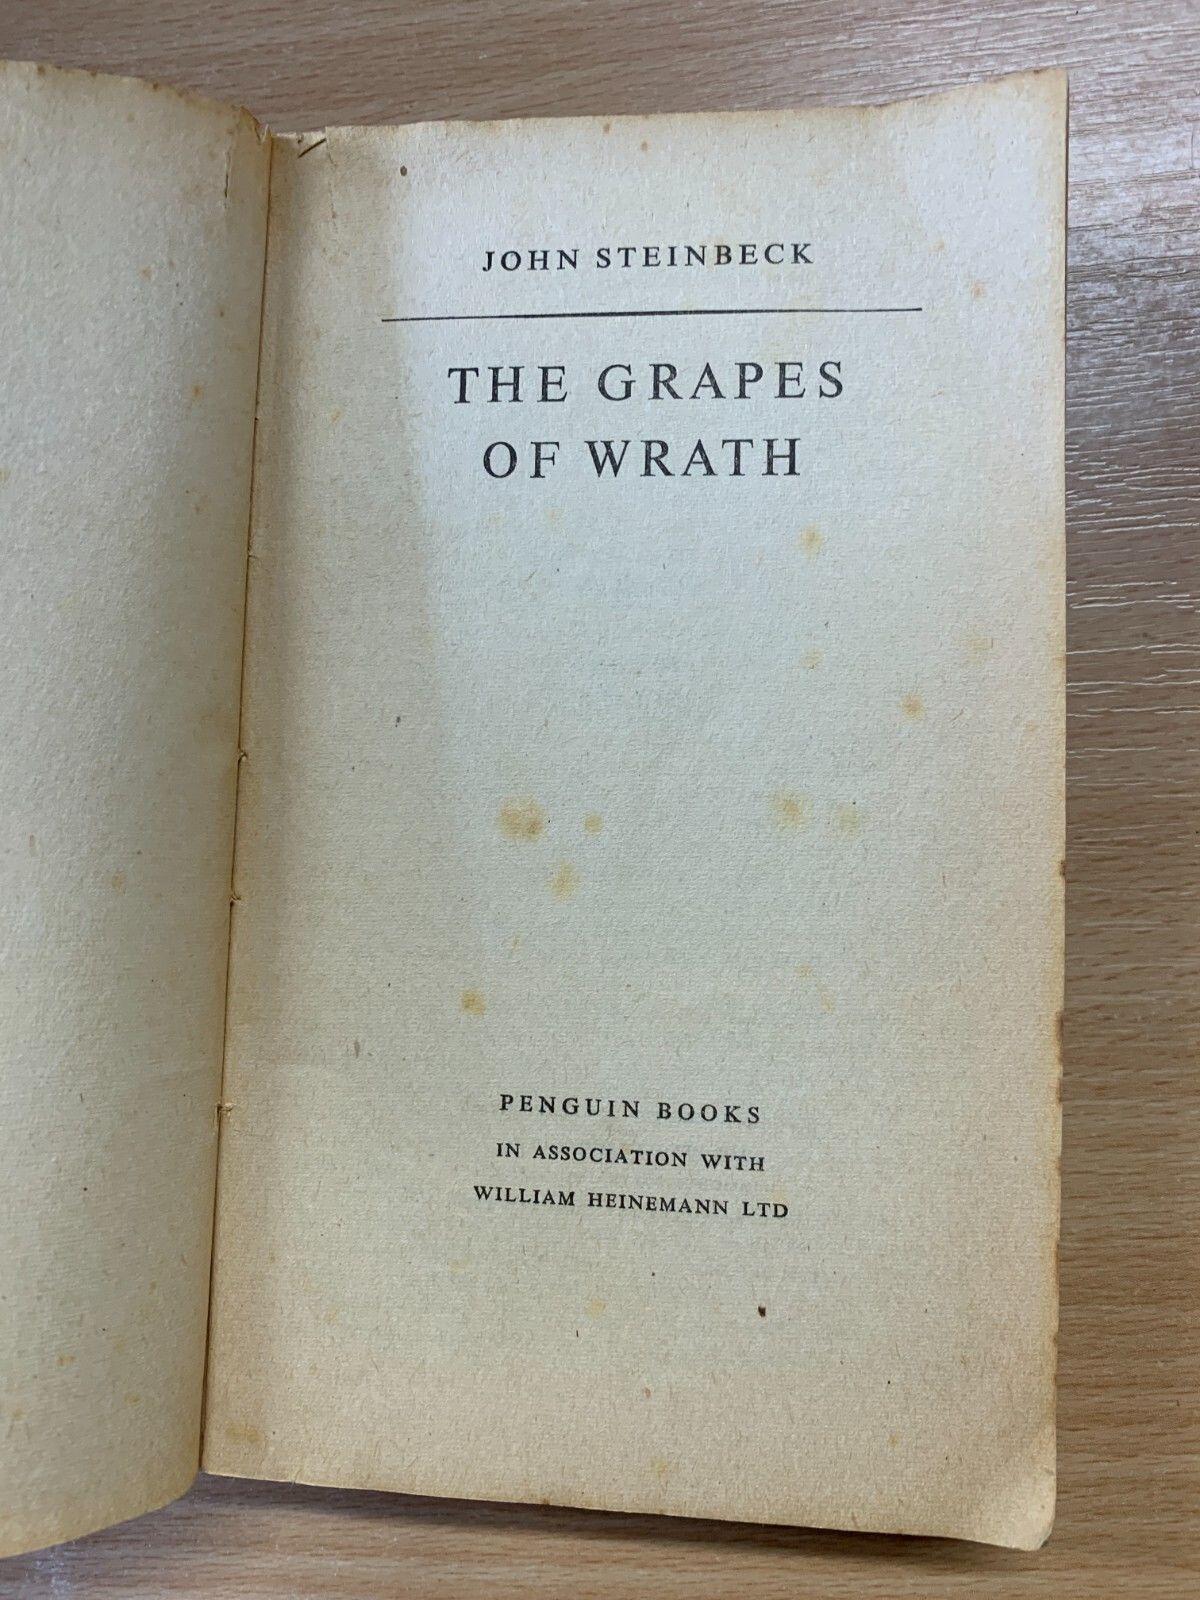 JOHN STEINBECK
THE GRAPES
OF WRATH
PENGUIN BOOKS
IN ASSOCIATION WITH
WILLIAM HEINEMANN LTD